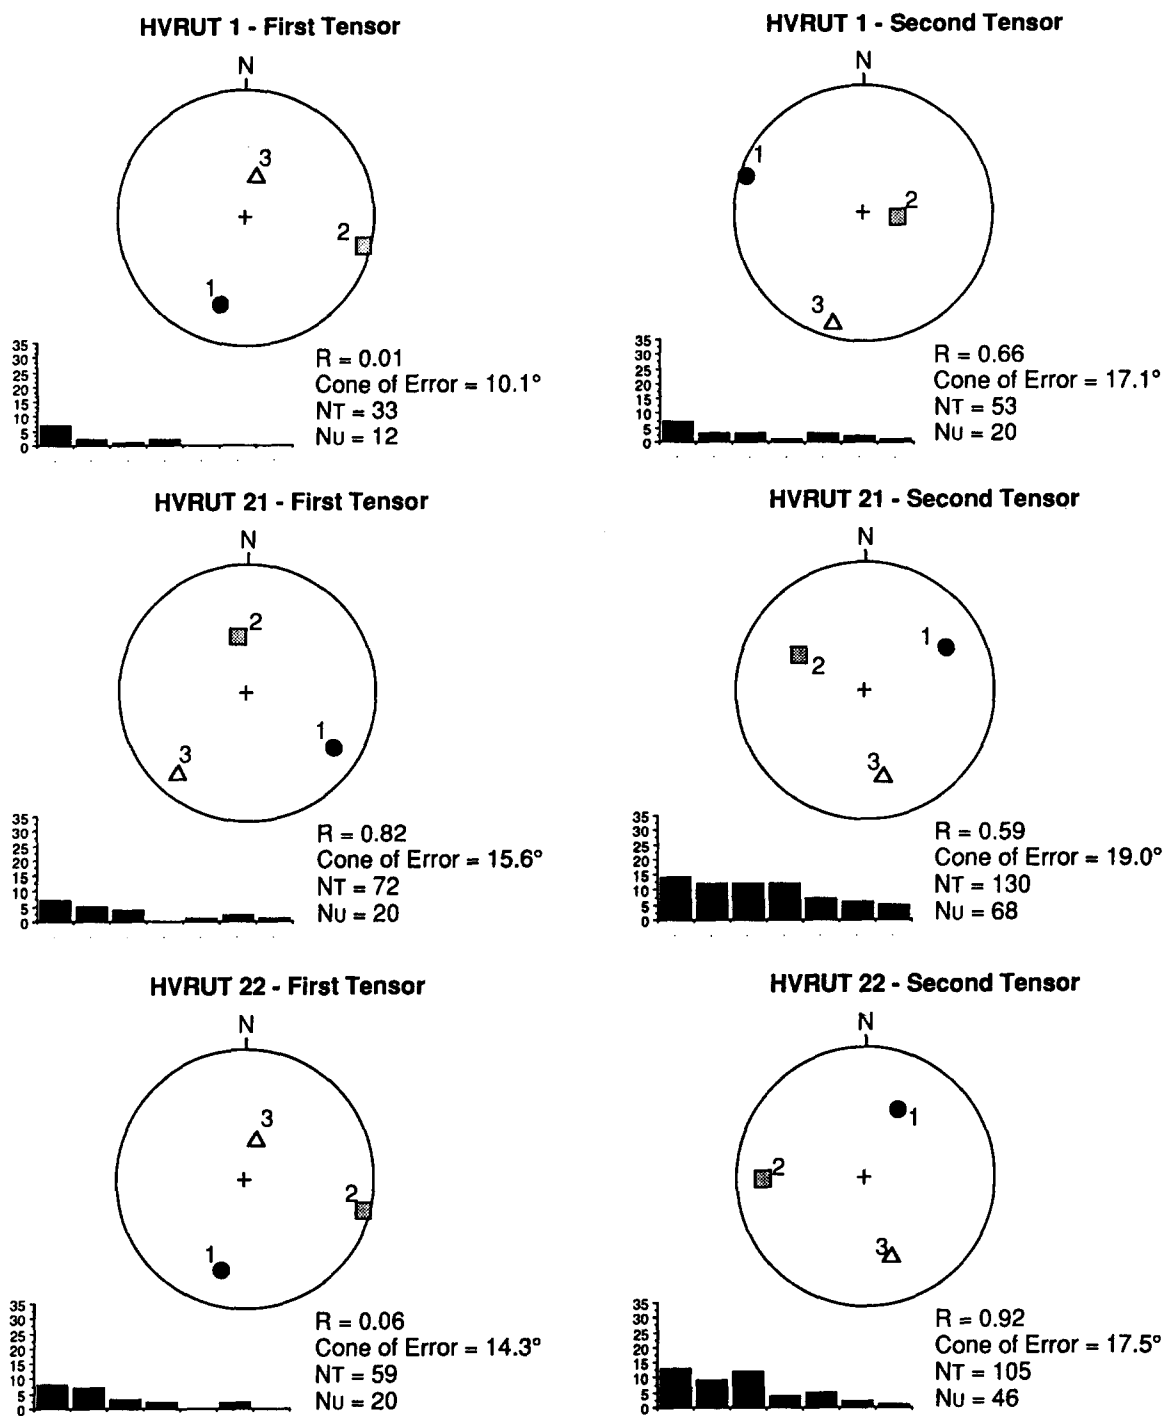 HVRUT 1 - First Tensor
N
3
2
1
35
30
25
20
15
10
5
0
R = 0.01
Cone of Error = 10.1°
NT = 33
NU = 12
HVRUT 1 - Second Tensor
N
1
2
3
35
30
25
20
15
10
5
0
R = 0.66
Cone of Error = 17.1°
NT = 53
NU = 20
HVRUT 21 - First Tensor
N
2
1
3
35
30
25
20
15
10
5
0
R = 0.82
Cone of Error = 15.6°
NT = 72
NU = 20
HVRUT 21 - Second Tensor
N
1
2
3
35
30
25
20
15
10
5
0
R = 0.59
Cone of Error = 19.0°
NT = 130
NU = 68
HVRUT 22 - First Tensor
N
3
2
1
35
30
25
20
15
10
5
0
R = 0.06
Cone of Error = 14.3°
NT = 59
NU = 20
HVRUT 22 - Second Tensor
N
1
2
3
35
30
25
20
15
10
5
0
R = 0.92
Cone of Error = 17.5°
NT = 105
NU = 46